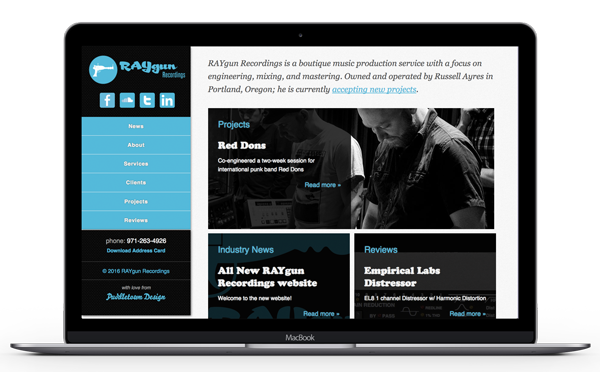 RAYgun
Recordings
News
About
Services
Clients
Projects
Reviews
phone: 971-263-4926
Download Address Card
© 2016 RAYgun Recordings
with love from
Puddletown Design
RAYgun Recordings is a boutique music production service with a focus on
engineering, mixing, and mastering. Owned and operated by Russell Ayres in
Portland, Oregon; he is currently accepting new projects.
Projects
Red Dons
Co-engineered a two-week session for
international punk band Red Dons
Read more »
Industry News
All New RAYgun
Recordings website
Welcome to the new website!
Read more »
Reviews
Empirical Labs
Distressor
EL8 1 channel Distressor w/ Harmonic Distortion
Read more »
MacBook